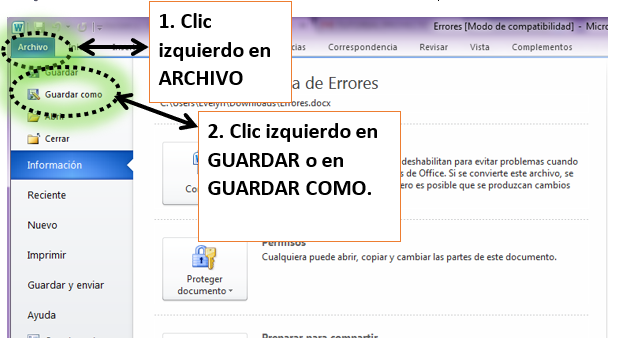 Errores [Modo de compatibilidad] - Micro
Archivo
Correspondencia Revisar Vista Complementos
1. Clic
izquierdo en
ARCHIVO
Guardar
Guardar como
Abrir
Cerrar
Información
Reciente
Nuevo
Imprimir
Guardar y enviar
Ayuda
a de Errores
C:\Users\Evelyn\Downloads\Errores.docx
2. Clic izquierdo en
GUARDAR o en
GUARDAR COMO.
deshabilitan para evitar problemas cuando
s de Office. Si se convierte este archivo, se
ero es posible que se produzcan cambios
Permisos
Cualquiera puede abrir, copiar y cambiar las partes de este documento.
Proteger
documento
Preparar para compartir